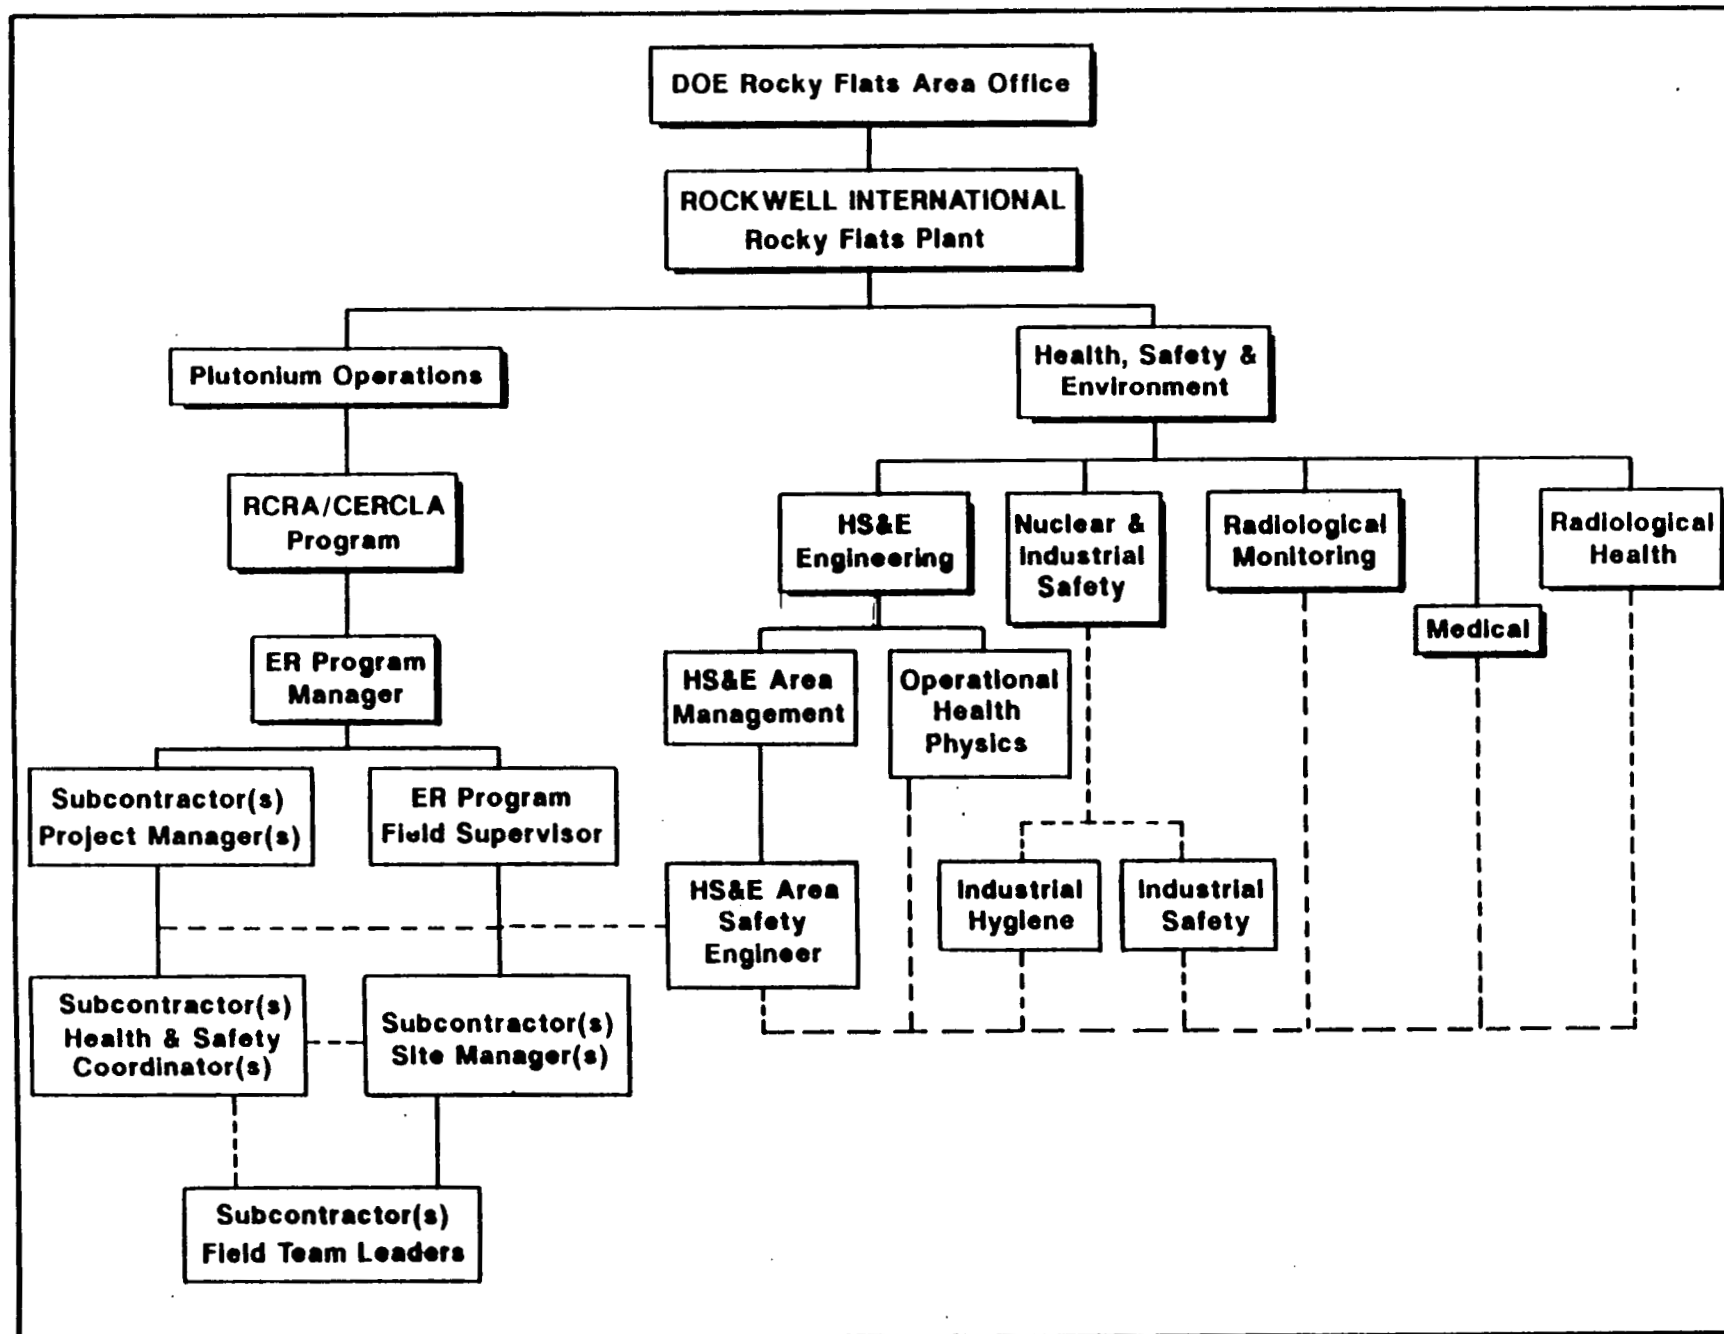 DOE Rocky Flats Area Office
ROCKWELL INTERNATIONAL
Rocky Flats Plant
Plutonium Operations
Health, Safety &
Environment
RCRA/CERCLA
Program
HS&E
Engineering
Nuclear &
Industrial
Safety
Radiological
Monitoring
Medical
Radiological
Health
ER Program
Manager
HS&E Area
Management
Operational
Health
Physics
Subcontractor(s)
Project Manager(s)
ER Program
Field Supervisor
HS&E Area
Safety
Engineer
Industrial
Hygiene
Industrial
Safety
Subcontractor(s)
Health & Safety
Coordinator(s)
Subcontractor(s)
Site Manager(s)
Subcontractor(s)
Field Team Leaders